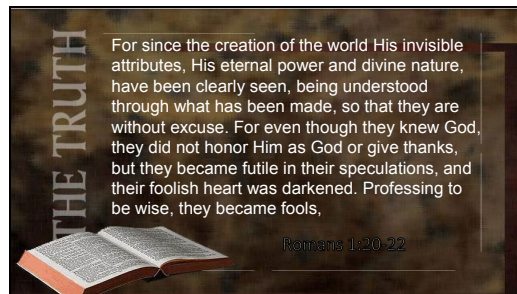 THE TRUTH
For since the creation of the world His invisible
attributes, His eternal power and divine nature,
have been clearly seen, being understood
through what has been made, so that they are
without excuse. For even though they knew God,
they did not honor Him as God or give thanks,
but they became futile in their speculations, and
their foolish heart was darkened. Professing to
be wise, they became fools,
Romans 1:20-22